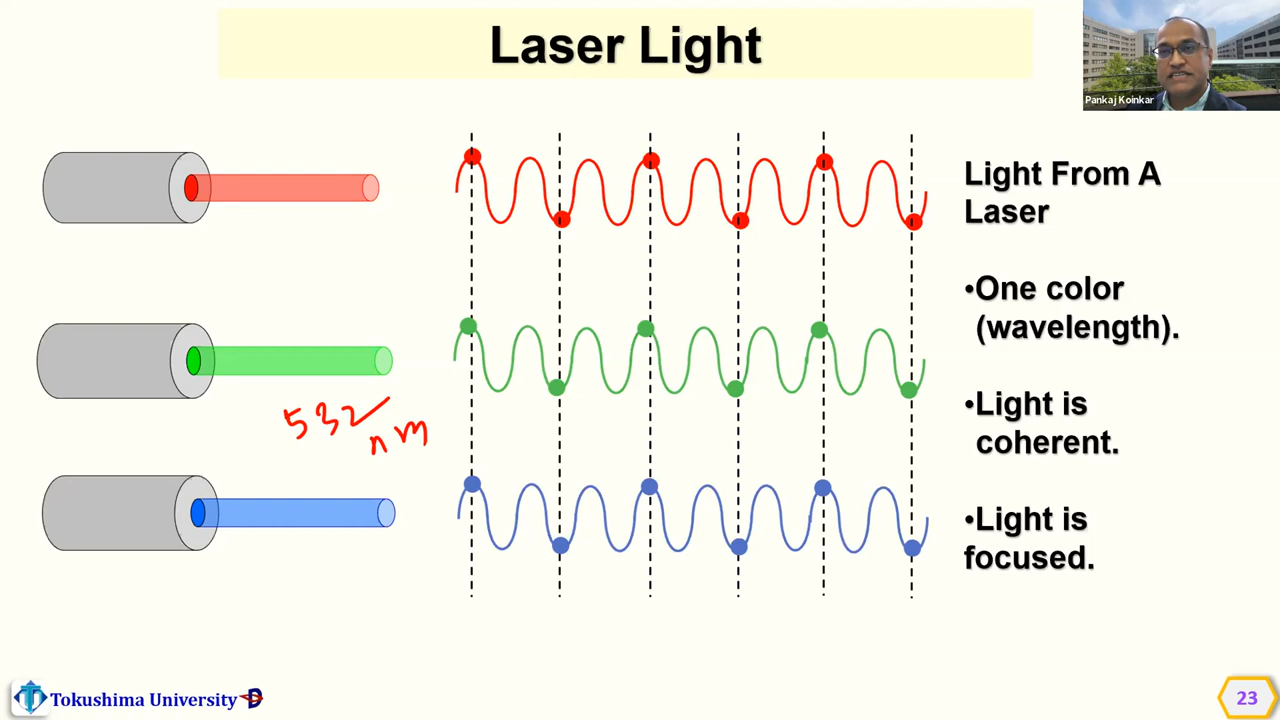 Laser Light
Pankaj Koinkar
Light From A
Laser
•One color
(wavelength).
532
nm
•Light is
coherent.
•Light is
focused.
Tokushima University
23